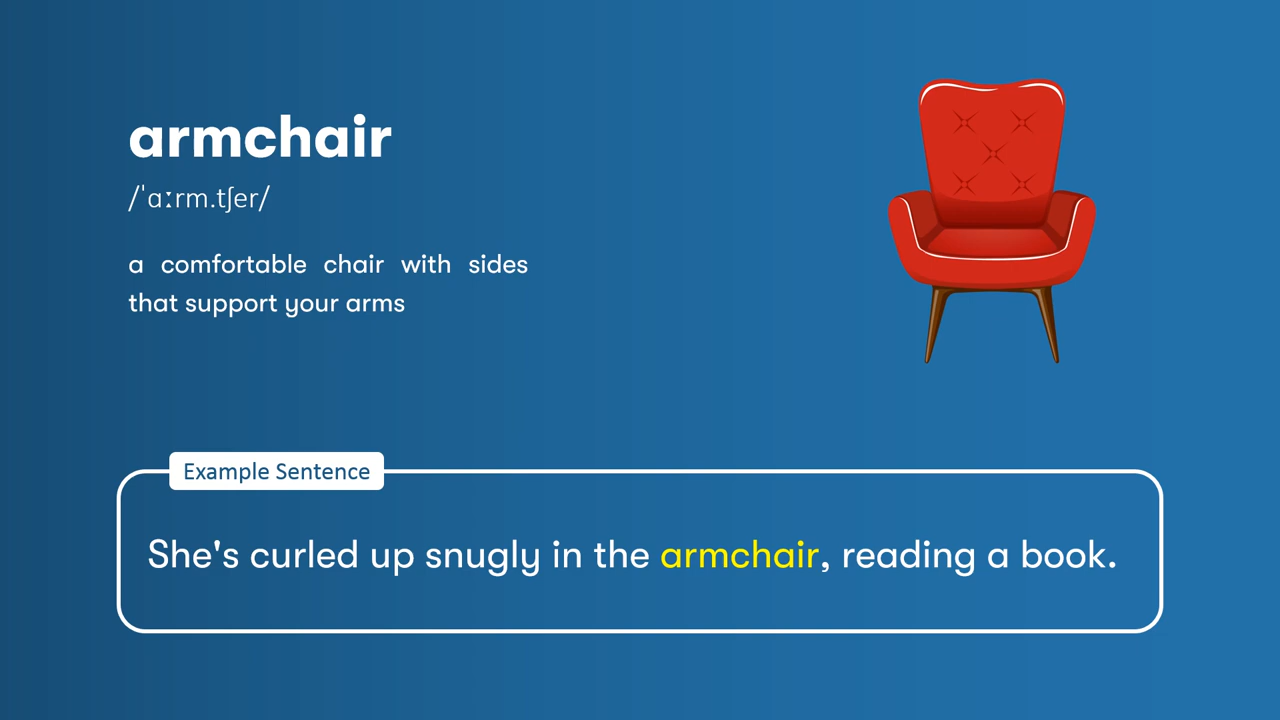 armchair
/ˈɑːrm.tʃer/
a comfortable chair with sides
that support your arms
Example Sentence
She's curled up snugly in the armchair, reading a book.